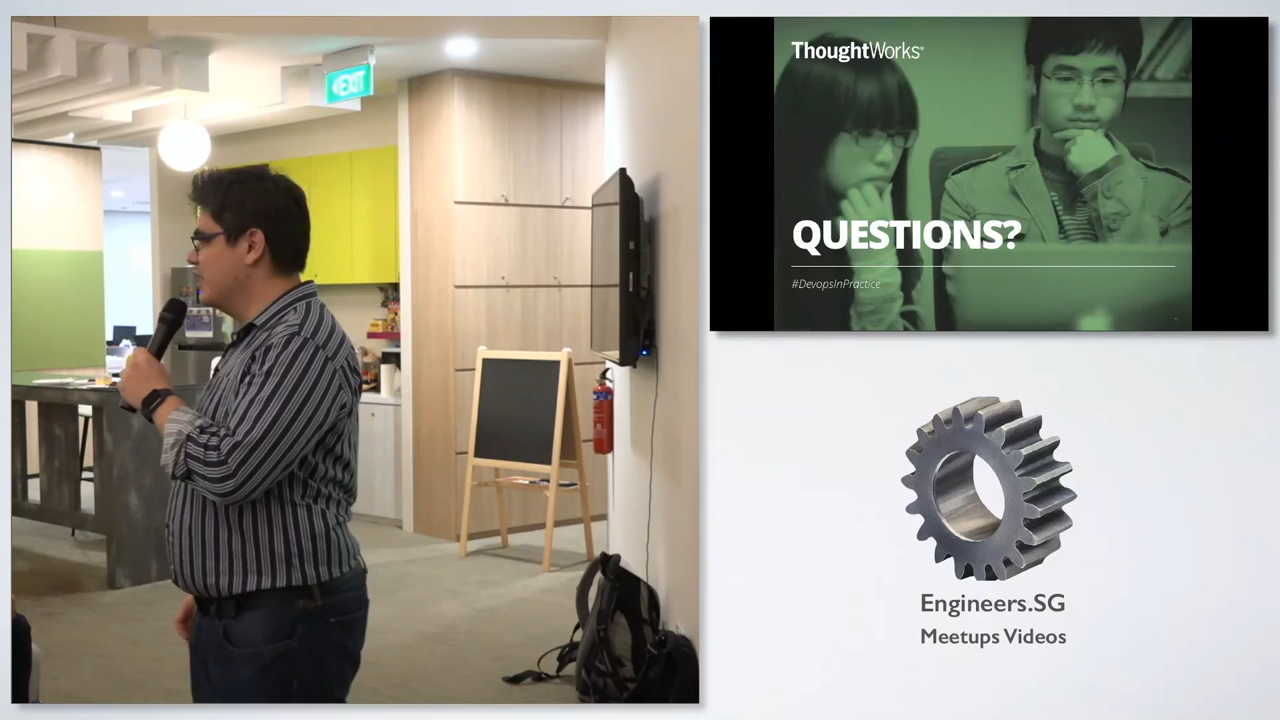 EXIT
ThoughtWorks®
QUESTIONS?
#DevopsInPractice
Engineers.SG
Meetups Videos